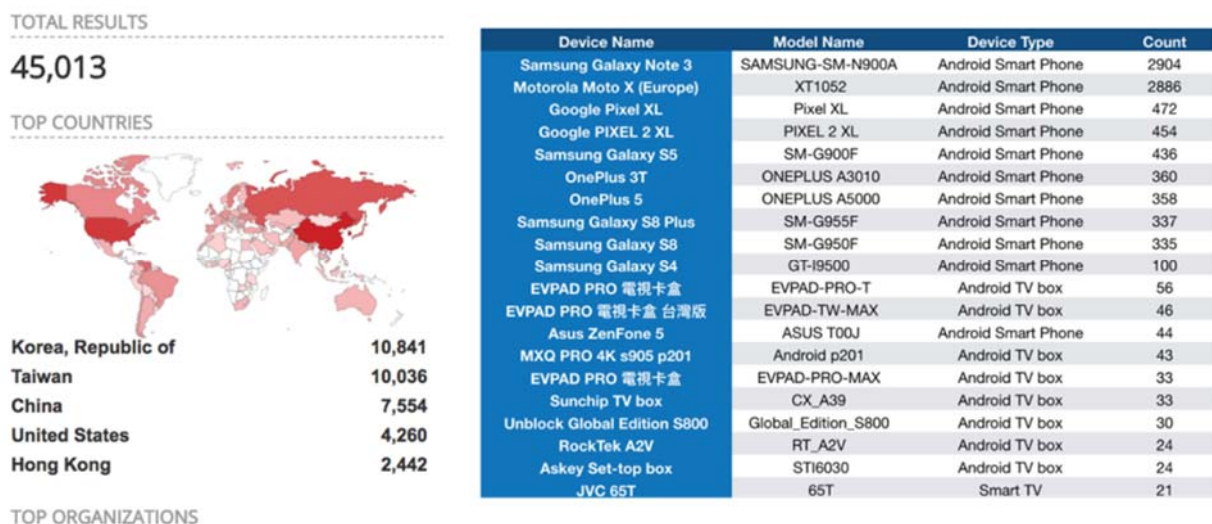 TOTAL RESULTS
45,013
TOP COUNTRIES
Korea, Republic of 10,841
Taiwan 10,036
China 7,554
United States 4,260
Hong Kong 2,442
TOP ORGANIZATIONS
Device Name Model Name Device Type Count
Samsung Galaxy Note 3 SAMSUNG-SM-N900A Android Smart Phone 2904
Motorola Moto X (Europe) XT1052 Android Smart Phone 2886
Google Pixel XL Pixel XL Android Smart Phone 472
Google PIXEL 2 XL PIXEL 2 XL Android Smart Phone 454
Samsung Galaxy S5 SM-G900F Android Smart Phone 436
OnePlus 3T ONEPLUS A3010 Android Smart Phone 360
OnePlus 5 ONEPLUS A5000 Android Smart Phone 358
Samsung Galaxy S8 Plus SM-G955F Android Smart Phone 337
Samsung Galaxy S8 SM-G950F Android Smart Phone 335
Samsung Galaxy S4 GT-I9500 Android Smart Phone 100
EVPAD PRO 電視卡盒 EVPAD-PRO-T Android TV box 56
EVPAD PRO 電視卡盒 台灣版 EVPAD-TW-MAX Android TV box 46
Asus ZenFone 5 ASUS T00J Android Smart Phone 44
MXQ PRO 4K s905 p201 Android p201 Android TV box 43
EVPAD PRO 電視卡盒 EVPAD-PRO-MAX Android TV box 33
Sunchip TV box CX_A39 Android TV box 33
Unblock Global Edition S800 Global_Edition_S800 Android TV box 30
RockTek A2V RT_A2V Android TV box 24
Askey Set-top box STI6030 Android TV box 24
JVC 65T 65T Smart TV 21